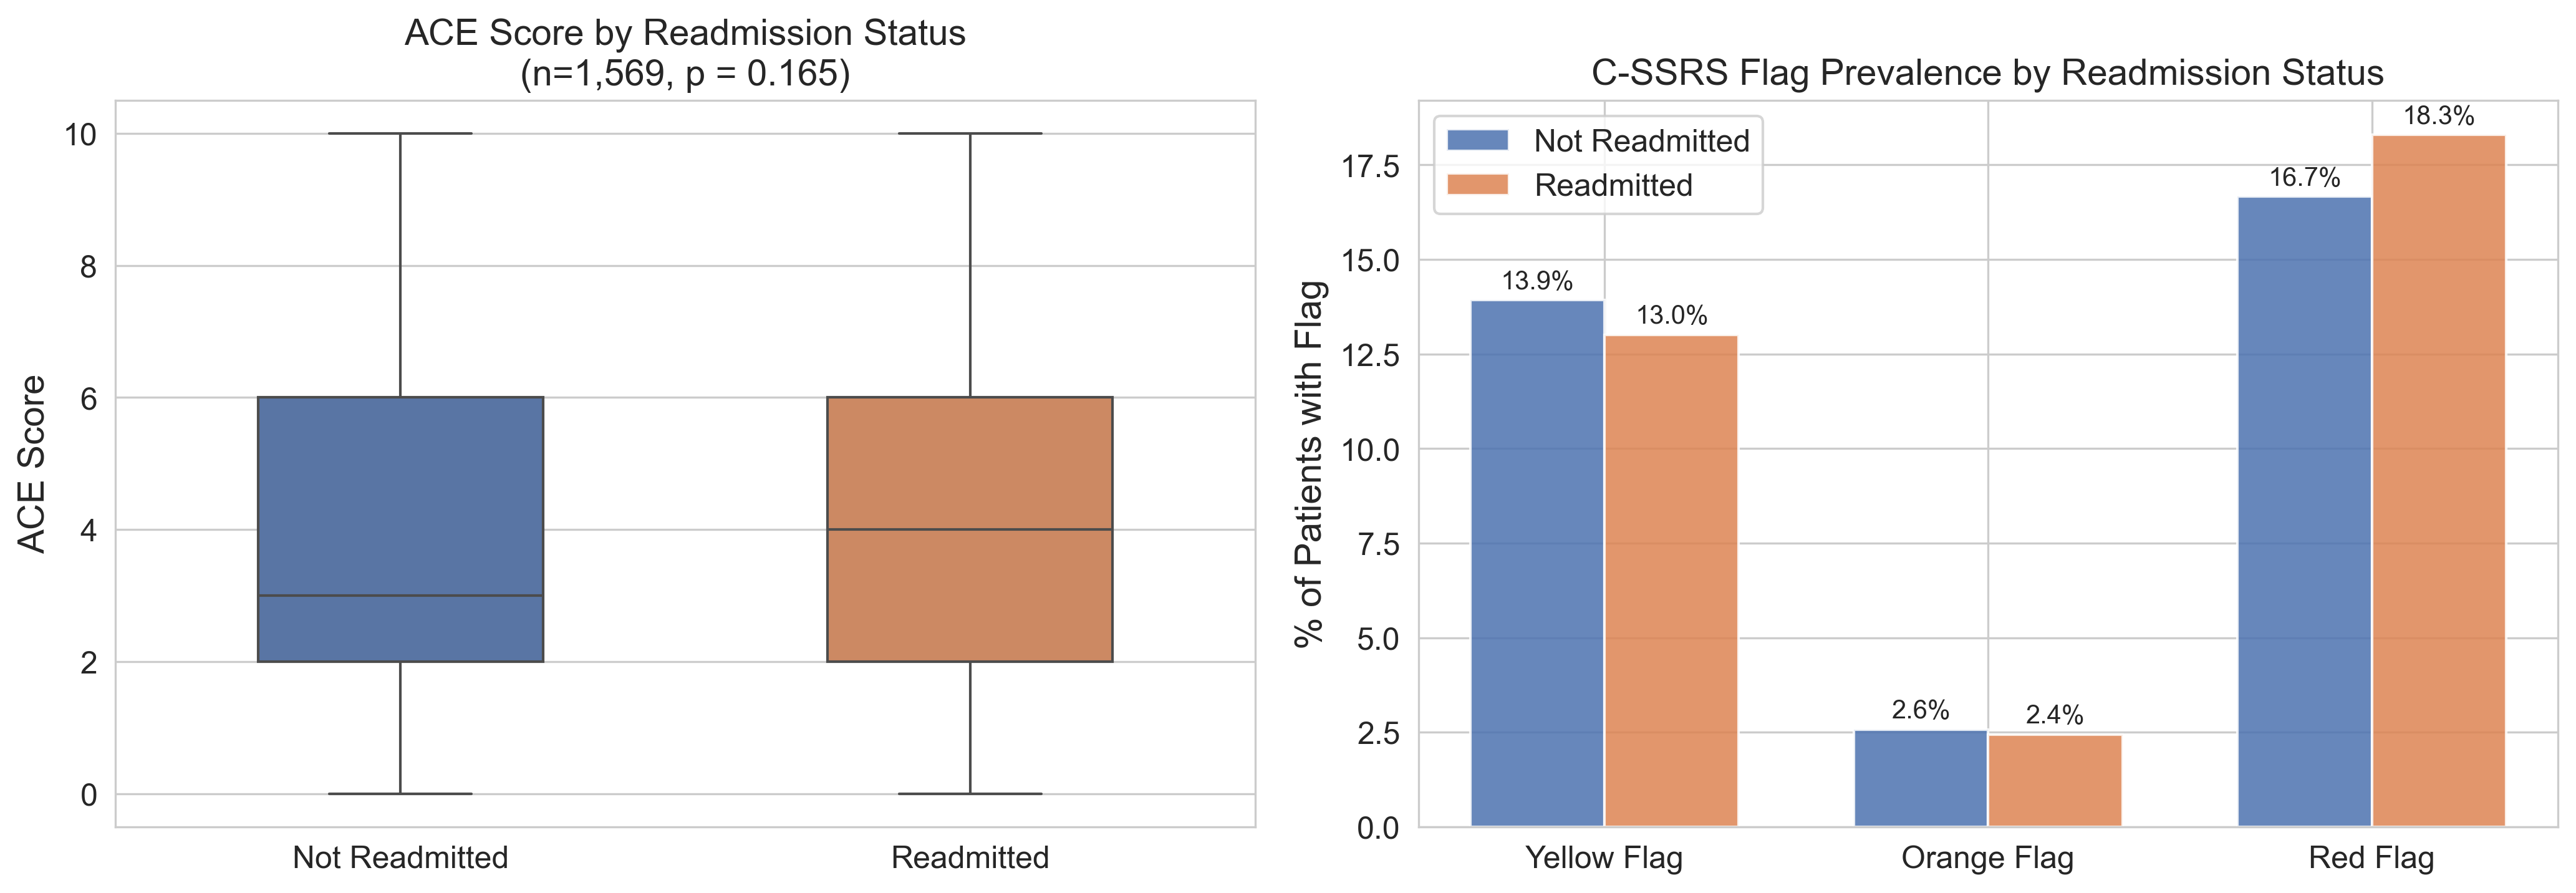 ACE Score by Readmission Status
(n=1,569, p = 0.165)
ACE Score
10
8
6
4
2
0
Not Readmitted
Readmitted
C-SSRS Flag Prevalence by Readmission Status
Not Readmitted
Readmitted
% of Patients with Flag
17.5
15.0
12.5
10.0
7.5
5.0
2.5
0.0
13.9%
13.0%
2.6%
2.4%
16.7%
18.3%
Yellow Flag
Orange Flag
Red Flag